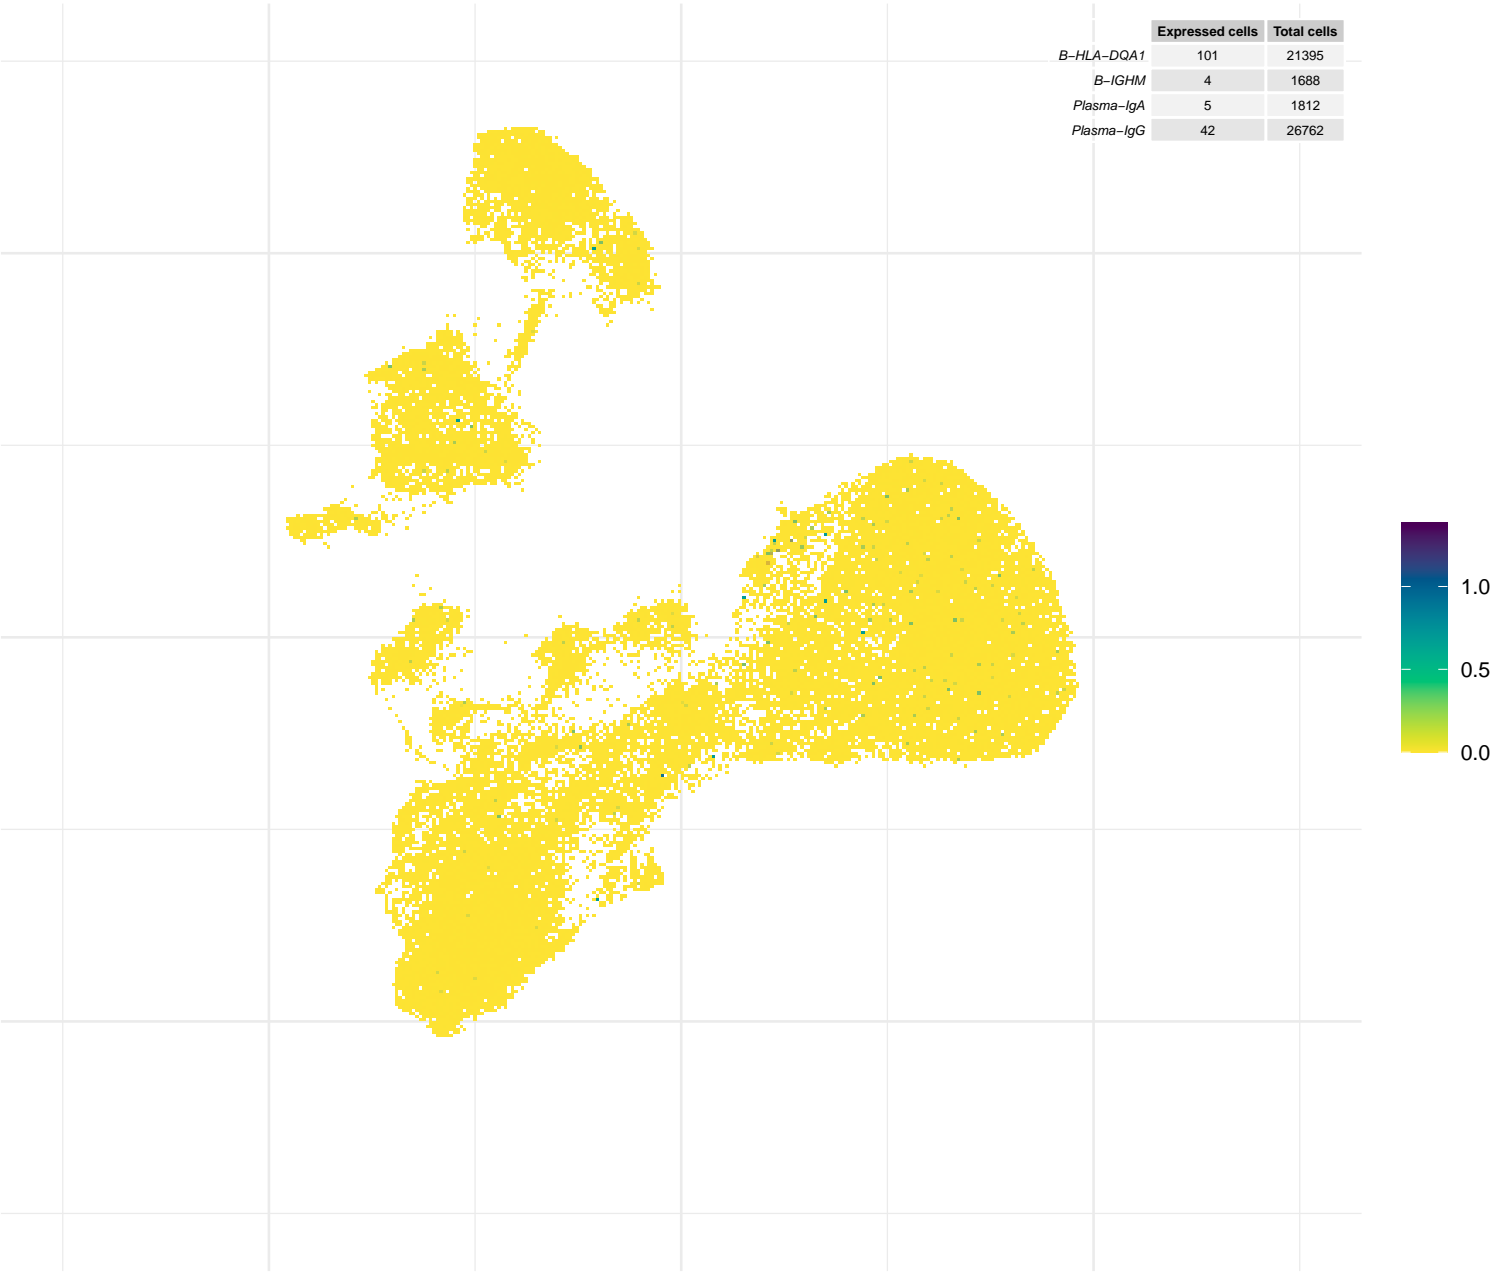 Expressed cells Total cells
B−HLA−DQA1 101 21395
B−IGHM 4 1688
Plasma−IgA 5 1812
Plasma−IgG 42 26762
1.0
0.5
0.0